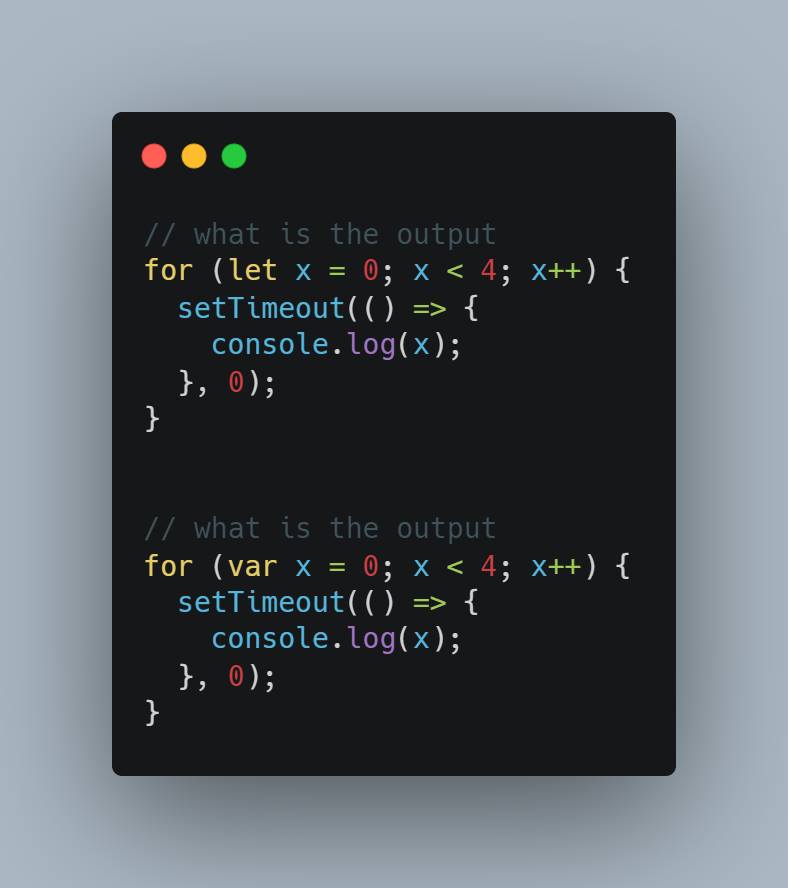 // what is the output
for (let x = 0; x < 4; x++) {
  setTimeout(() => {
    console.log(x);
  }, 0);
}
// what is the output
for (var x = 0; x < 4; x++) {
  setTimeout(() => {
    console.log(x);
  }, 0);
}